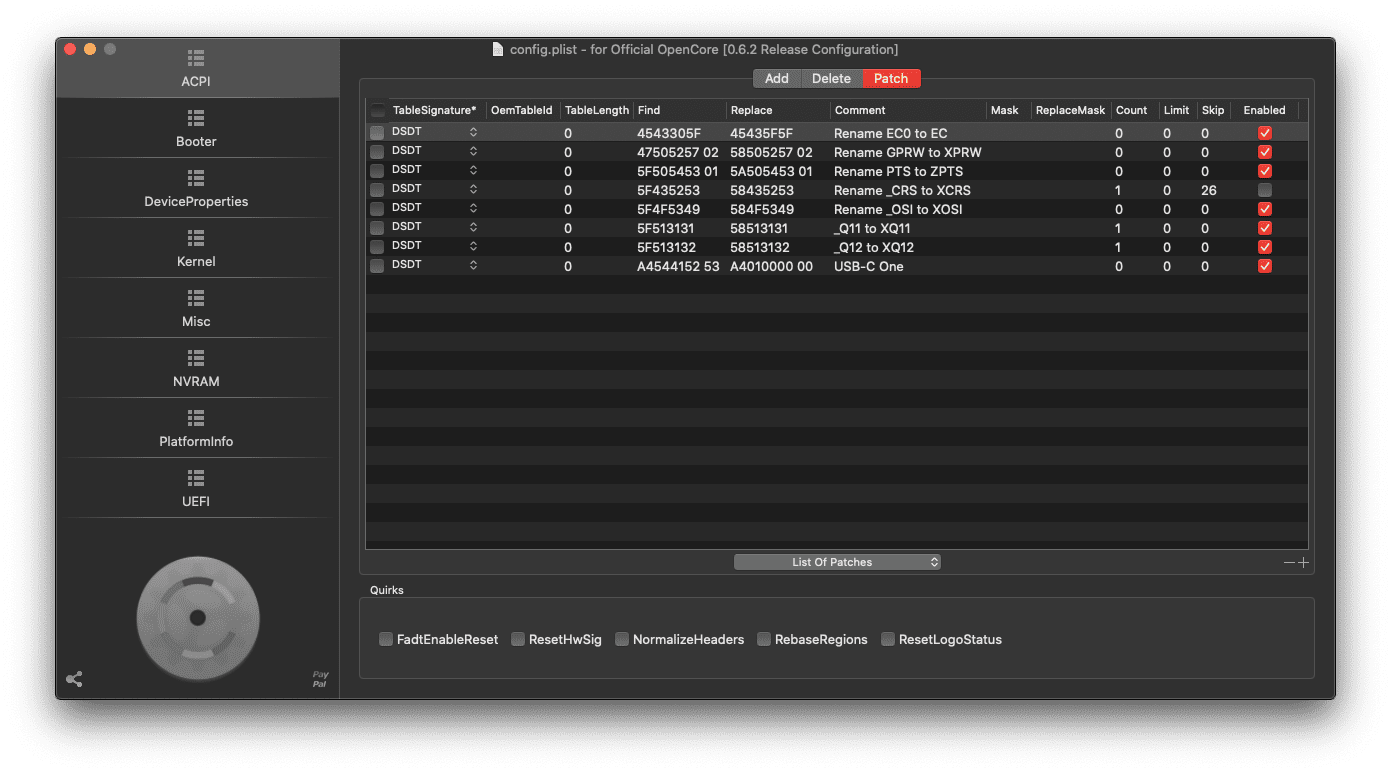 config.plist - for Official OpenCore [0.6.2 Release Configuration]
ACPI
Booter
DeviceProperties
Kernel
Misc
NVRAM
PlatformInfo
UEFI
Pay
Pal
Add Delete Patch
TableSignature* OemTableId TableLength Find Replace Comment Mask ReplaceMask Count Limit Skip Enabled
DSDT 0 4543305F 45435F5F Rename EC0 to EC 0 0 0
DSDT 0 47505257 02 58505257 02 Rename GPRW to XPRW 0 0 0
DSDT 0 5F505453 01 5A505453 01 Rename PTS to ZPTS 0 0 0
DSDT 0 5F435253 58435253 Rename _CRS to XCRS 1 0 26
DSDT 0 5F4F5349 584F5349 Rename _OSI to XOSI 0 0 0
DSDT 0 5F513131 58513131 _Q11 to XQ11 1 0 0
DSDT 0 5F513132 58513132 _Q12 to XQ12 1 0 0
DSDT 0 A4544152 53 A4010000 00 USB-C One 0 0 0
List Of Patches
Quirks
FadtEnableReset ResetHwSig NormalizeHeaders RebaseRegions ResetLogoStatus